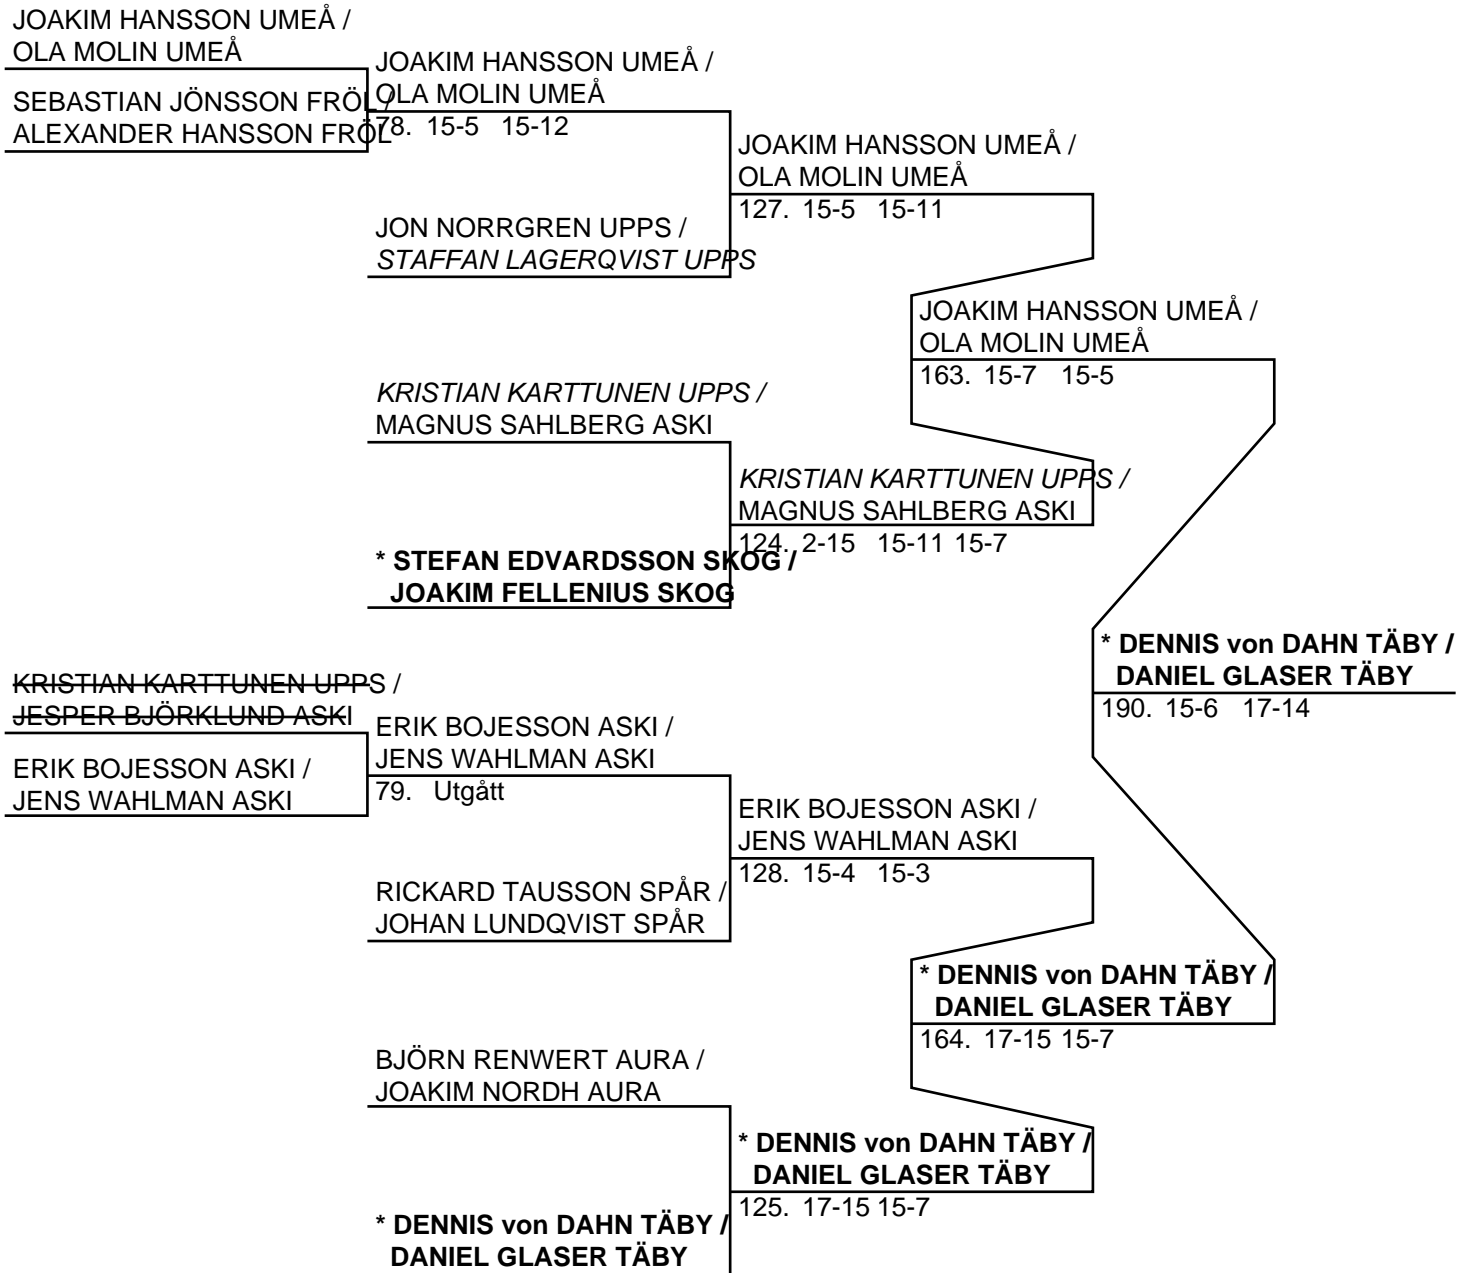 JOAKIM HANSSON UMEÅ /
OLA MOLIN UMEÅ
SEBASTIAN JÖNSSON FRÖL /
ALEXANDER HANSSON FRÖL
JOAKIM HANSSON UMEÅ /
OLA MOLIN UMEÅ
78. 15-5 15-12
JON NORRGREN UPPS /
STAFFAN LAGERQVIST UPPS
JOAKIM HANSSON UMEÅ /
OLA MOLIN UMEÅ
127. 15-5 15-11
KRISTIAN KARTTUNEN UPPS /
MAGNUS SAHLBERG ASKI
* STEFAN EDVARDSSON SKOG /
JOAKIM FELLENIUS SKOG
KRISTIAN KARTTUNEN UPPS /
MAGNUS SAHLBERG ASKI
124. 2-15 15-11 15-7
JOAKIM HANSSON UMEÅ /
OLA MOLIN UMEÅ
163. 15-7 15-5
KRISTIAN KARTTUNEN UPPS /
JESPER BJÖRKLUND ASKI
ERIK BOJESSON ASKI /
JENS WAHLMAN ASKI
ERIK BOJESSON ASKI /
JENS WAHLMAN ASKI
79. Utgått
RICKARD TAUSSON SPÅR /
JOHAN LUNDQVIST SPÅR
ERIK BOJESSON ASKI /
JENS WAHLMAN ASKI
128. 15-4 15-3
BJÖRN RENWERT AURA /
JOAKIM NORDH AURA
* DENNIS von DAHN TÄBY /
DANIEL GLASER TÄBY
* DENNIS von DAHN TÄBY /
DANIEL GLASER TÄBY
125. 17-15 15-7
* DENNIS von DAHN TÄBY /
DANIEL GLASER TÄBY
164. 17-15 15-7
* DENNIS von DAHN TÄBY /
DANIEL GLASER TÄBY
190. 15-6 17-14